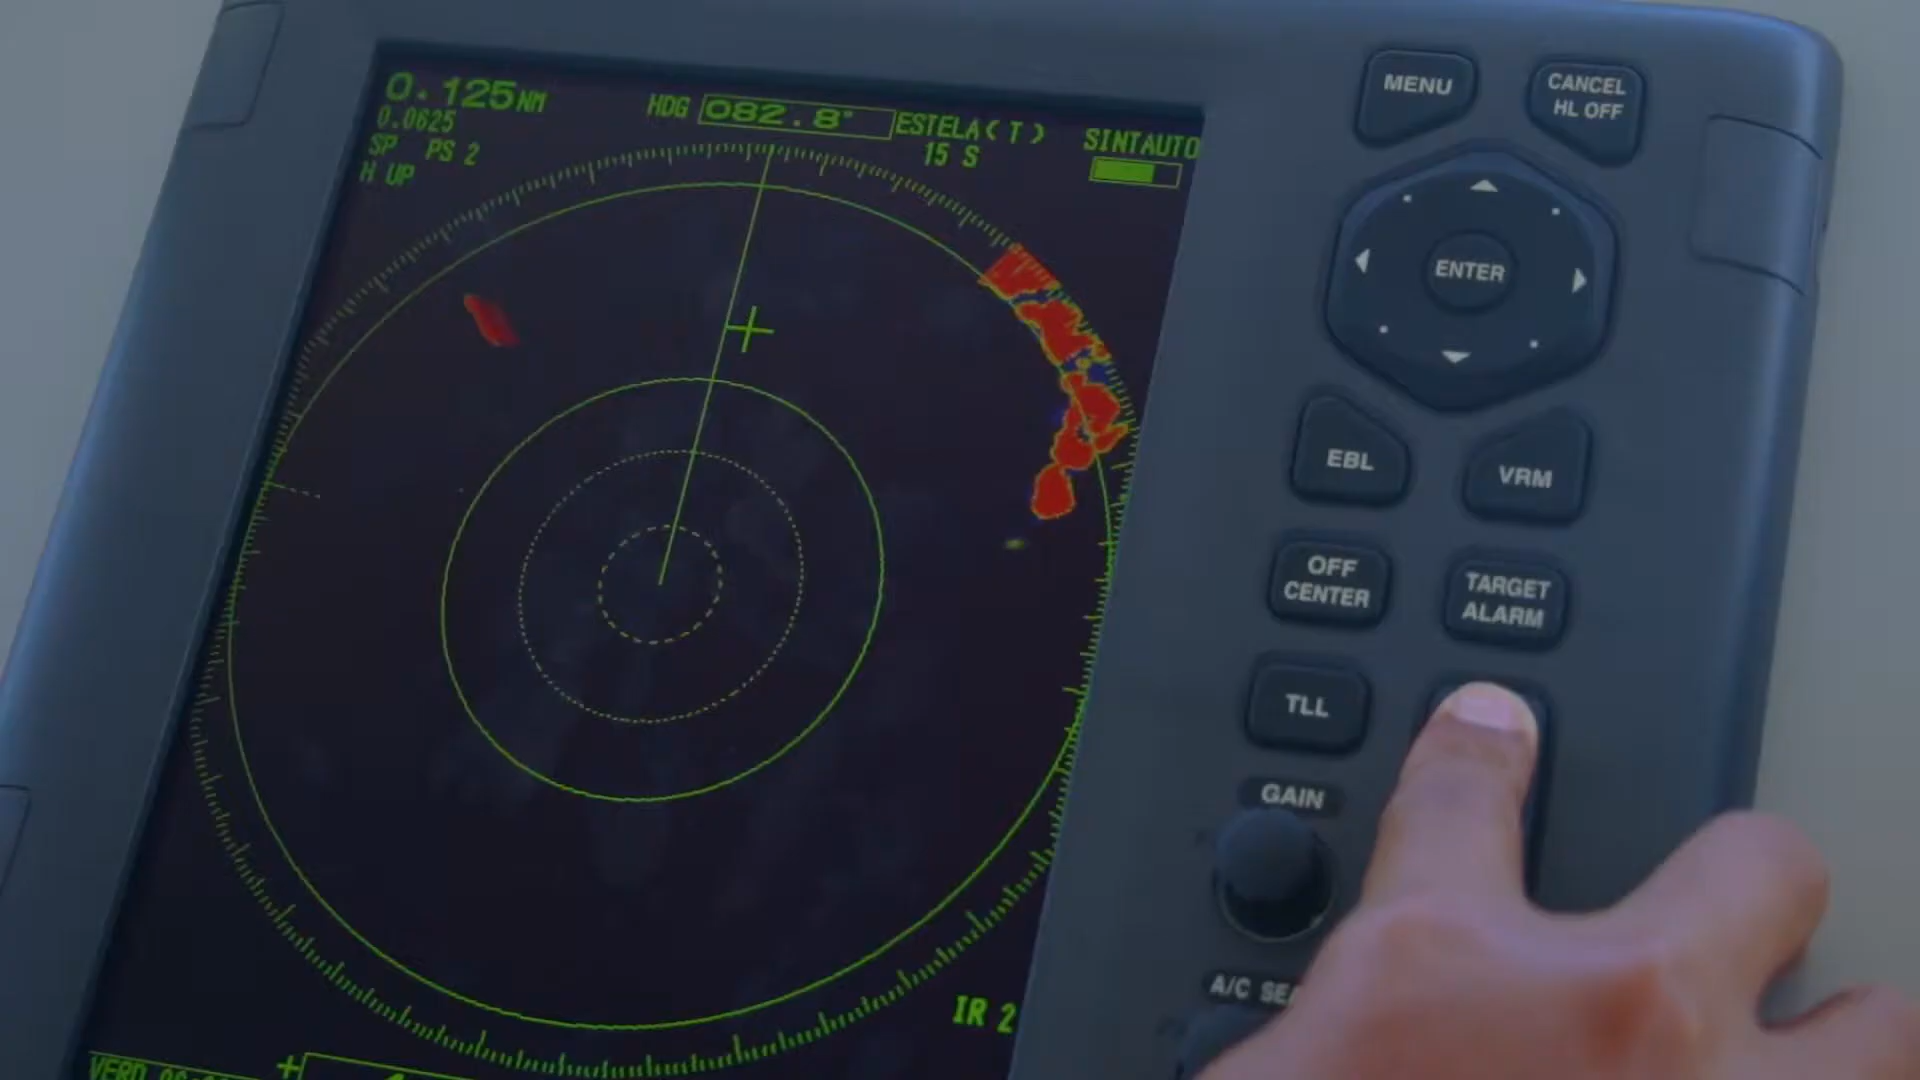 0.125NM
0.0625
SP PS 2
H UP
HDG 082.8°
ESTELA(T)
15 S
SINTAUTO
IR 2
MENU
CANCEL
HL OFF
ENTER
EBL
VRM
OFF
CENTER
TARGET
ALARM
TLL
GAIN
A/C